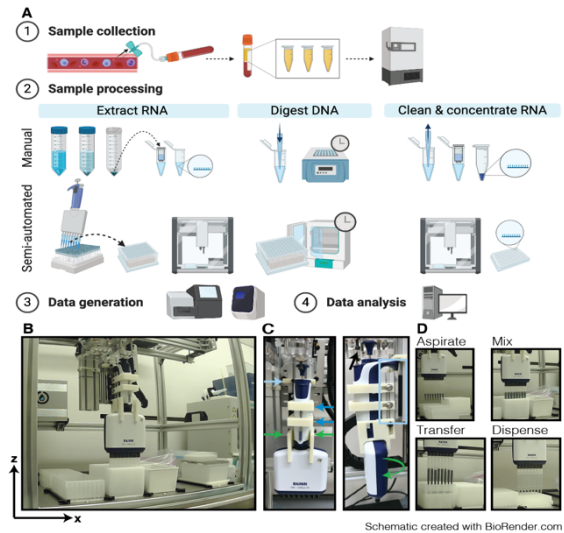 A
1 Sample collection
2 Sample processing
Extract RNA Digest DNA Clean & concentrate RNA
Manual
Semi-automated
3 Data generation 4 Data analysis
B C D
Aspirate Mix
Transfer Dispense
z
x
Schematic created with BioRender.com